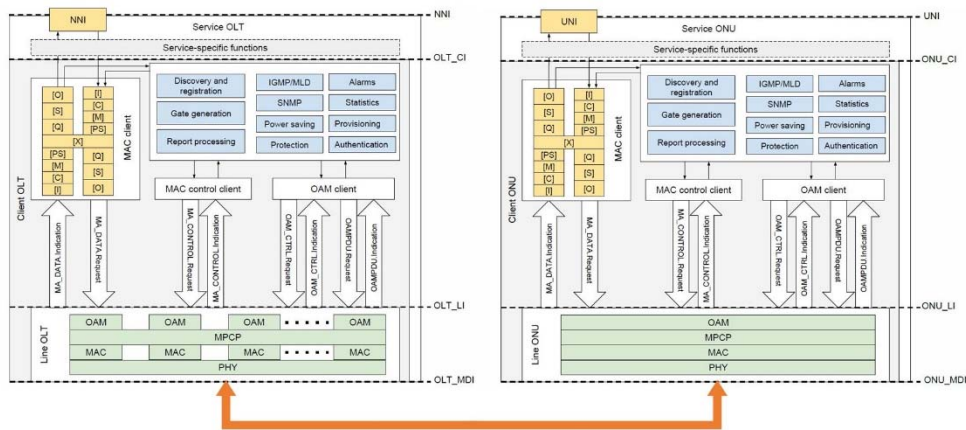 NNI
NNI
Service OLT
Service-specific functions
OLT_CI
Discovery and
registration
IGMP/MLD
Alarms
Gate generation
SNMP
Statistics
Power saving
Provisioning
Report processing
Protection
Authentication
[O]
[S]
[Q]
[I]
[C]
[M]
[PS]
[X]
[PS]
[M]
[C]
[I]
[Q]
[S]
[O]
MAC client
Client OLT
MAC control client
OAM client
MA_DATA.Indication
MA_DATA.Request
MA_CONTROL.Request
MA_CONTROL.Indication
OAM_CTRL.Request
OAM_CTRL.Indication
OAMPDU.Request
OAMPDU.Indication
OLT_LI
Line OLT
OAM OAM OAM OAM
MPCP
MAC MAC MAC MAC
PHY
OLT_MDI
UNI
UNI
Service ONU
Service-specific functions
ONU_CI
Discovery and
registration
IGMP/MLD
Alarms
Gate generation
SNMP
Statistics
Power saving
Provisioning
Report processing
Protection
Authentication
[O]
[S]
[Q]
[I]
[C]
[M]
[PS]
[X]
[PS]
[M]
[C]
[I]
[Q]
[S]
[O]
MAC client
Client ONU
MAC control client
OAM client
MA_DATA.Indication
MA_DATA.Request
MA_CONTROL.Request
MA_CONTROL.Indication
OAM_CTRL.Request
OAM_CTRL.Indication
OAMPDU.Request
OAMPDU.Indication
ONU_LI
Line ONU
OAM
MPCP
MAC
PHY
ONU_MDI